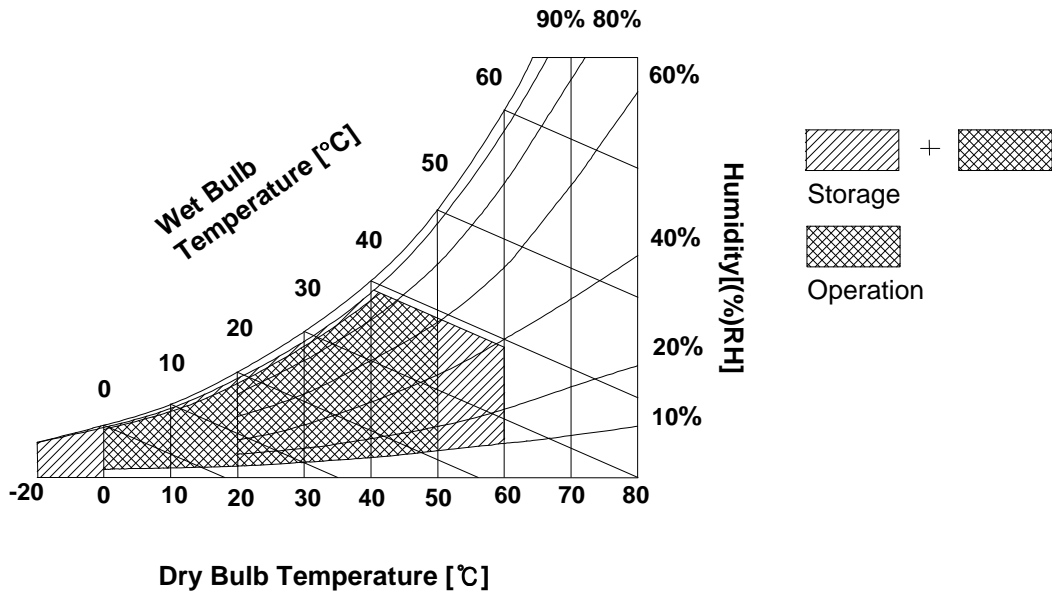 90% 80%
60
60%
50
Wet Bulb
Temperature [°C]
40
40%
30
20
10
0
20%
10%
Humidity[(%)RH]
-20 0 10 20 30 40 50 60 70 80
Dry Bulb Temperature [℃]
+
Storage
Operation